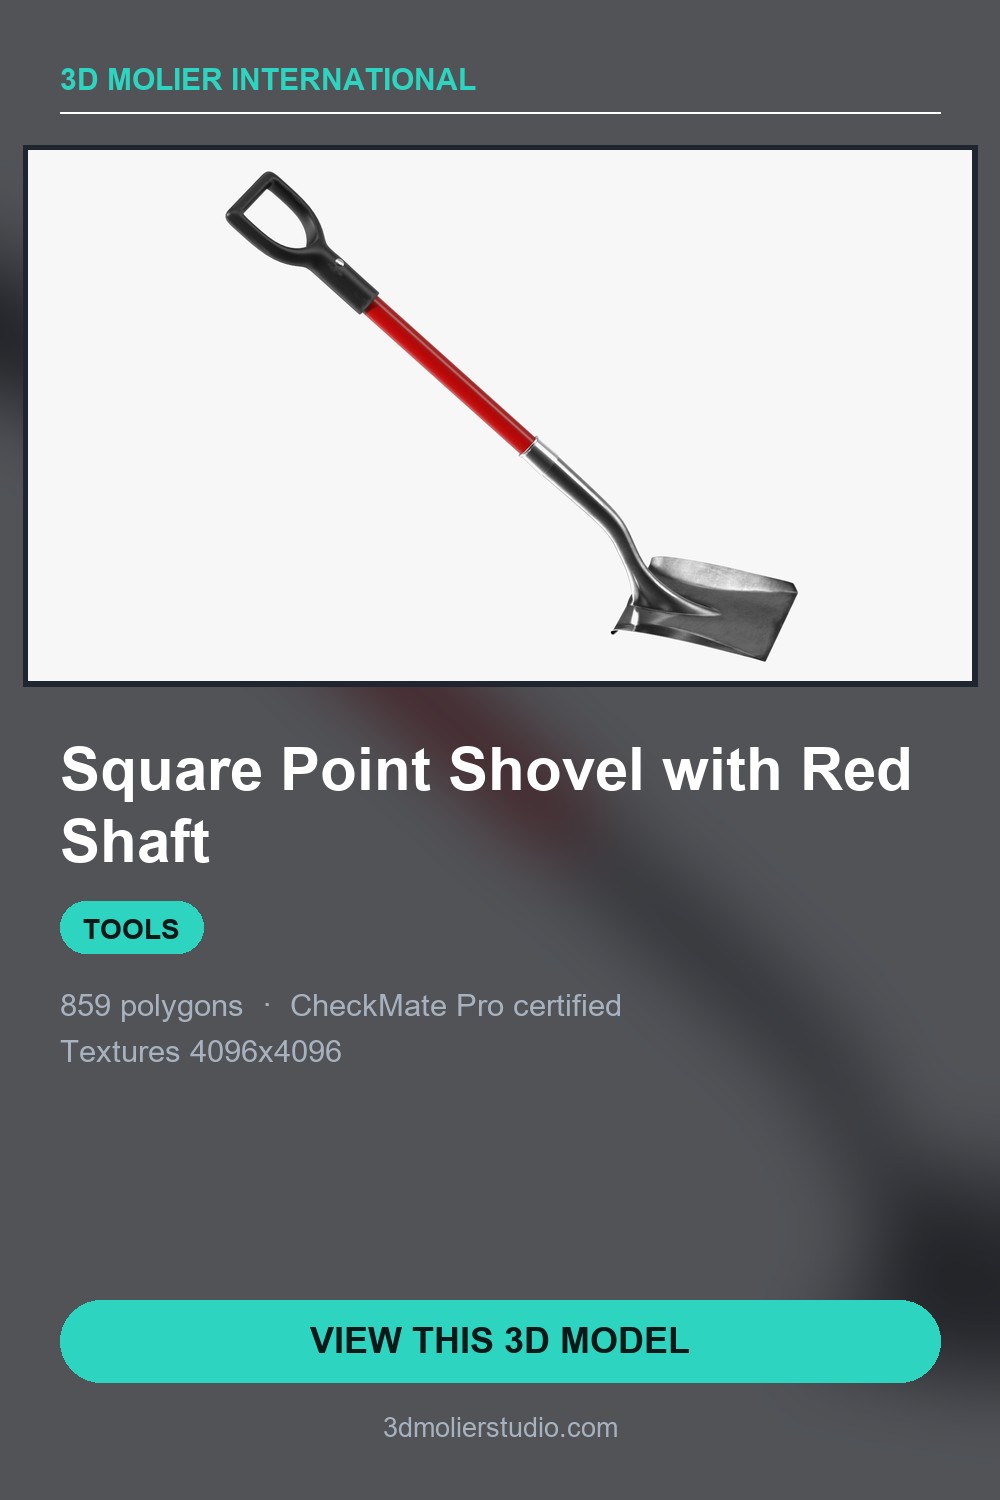 3D MOLIER INTERNATIONAL
Square Point Shovel with Red
Shaft
TOOLS
859 polygons · CheckMate Pro certified
Textures 4096x4096
VIEW THIS 3D MODEL
3dmolierstudio.com